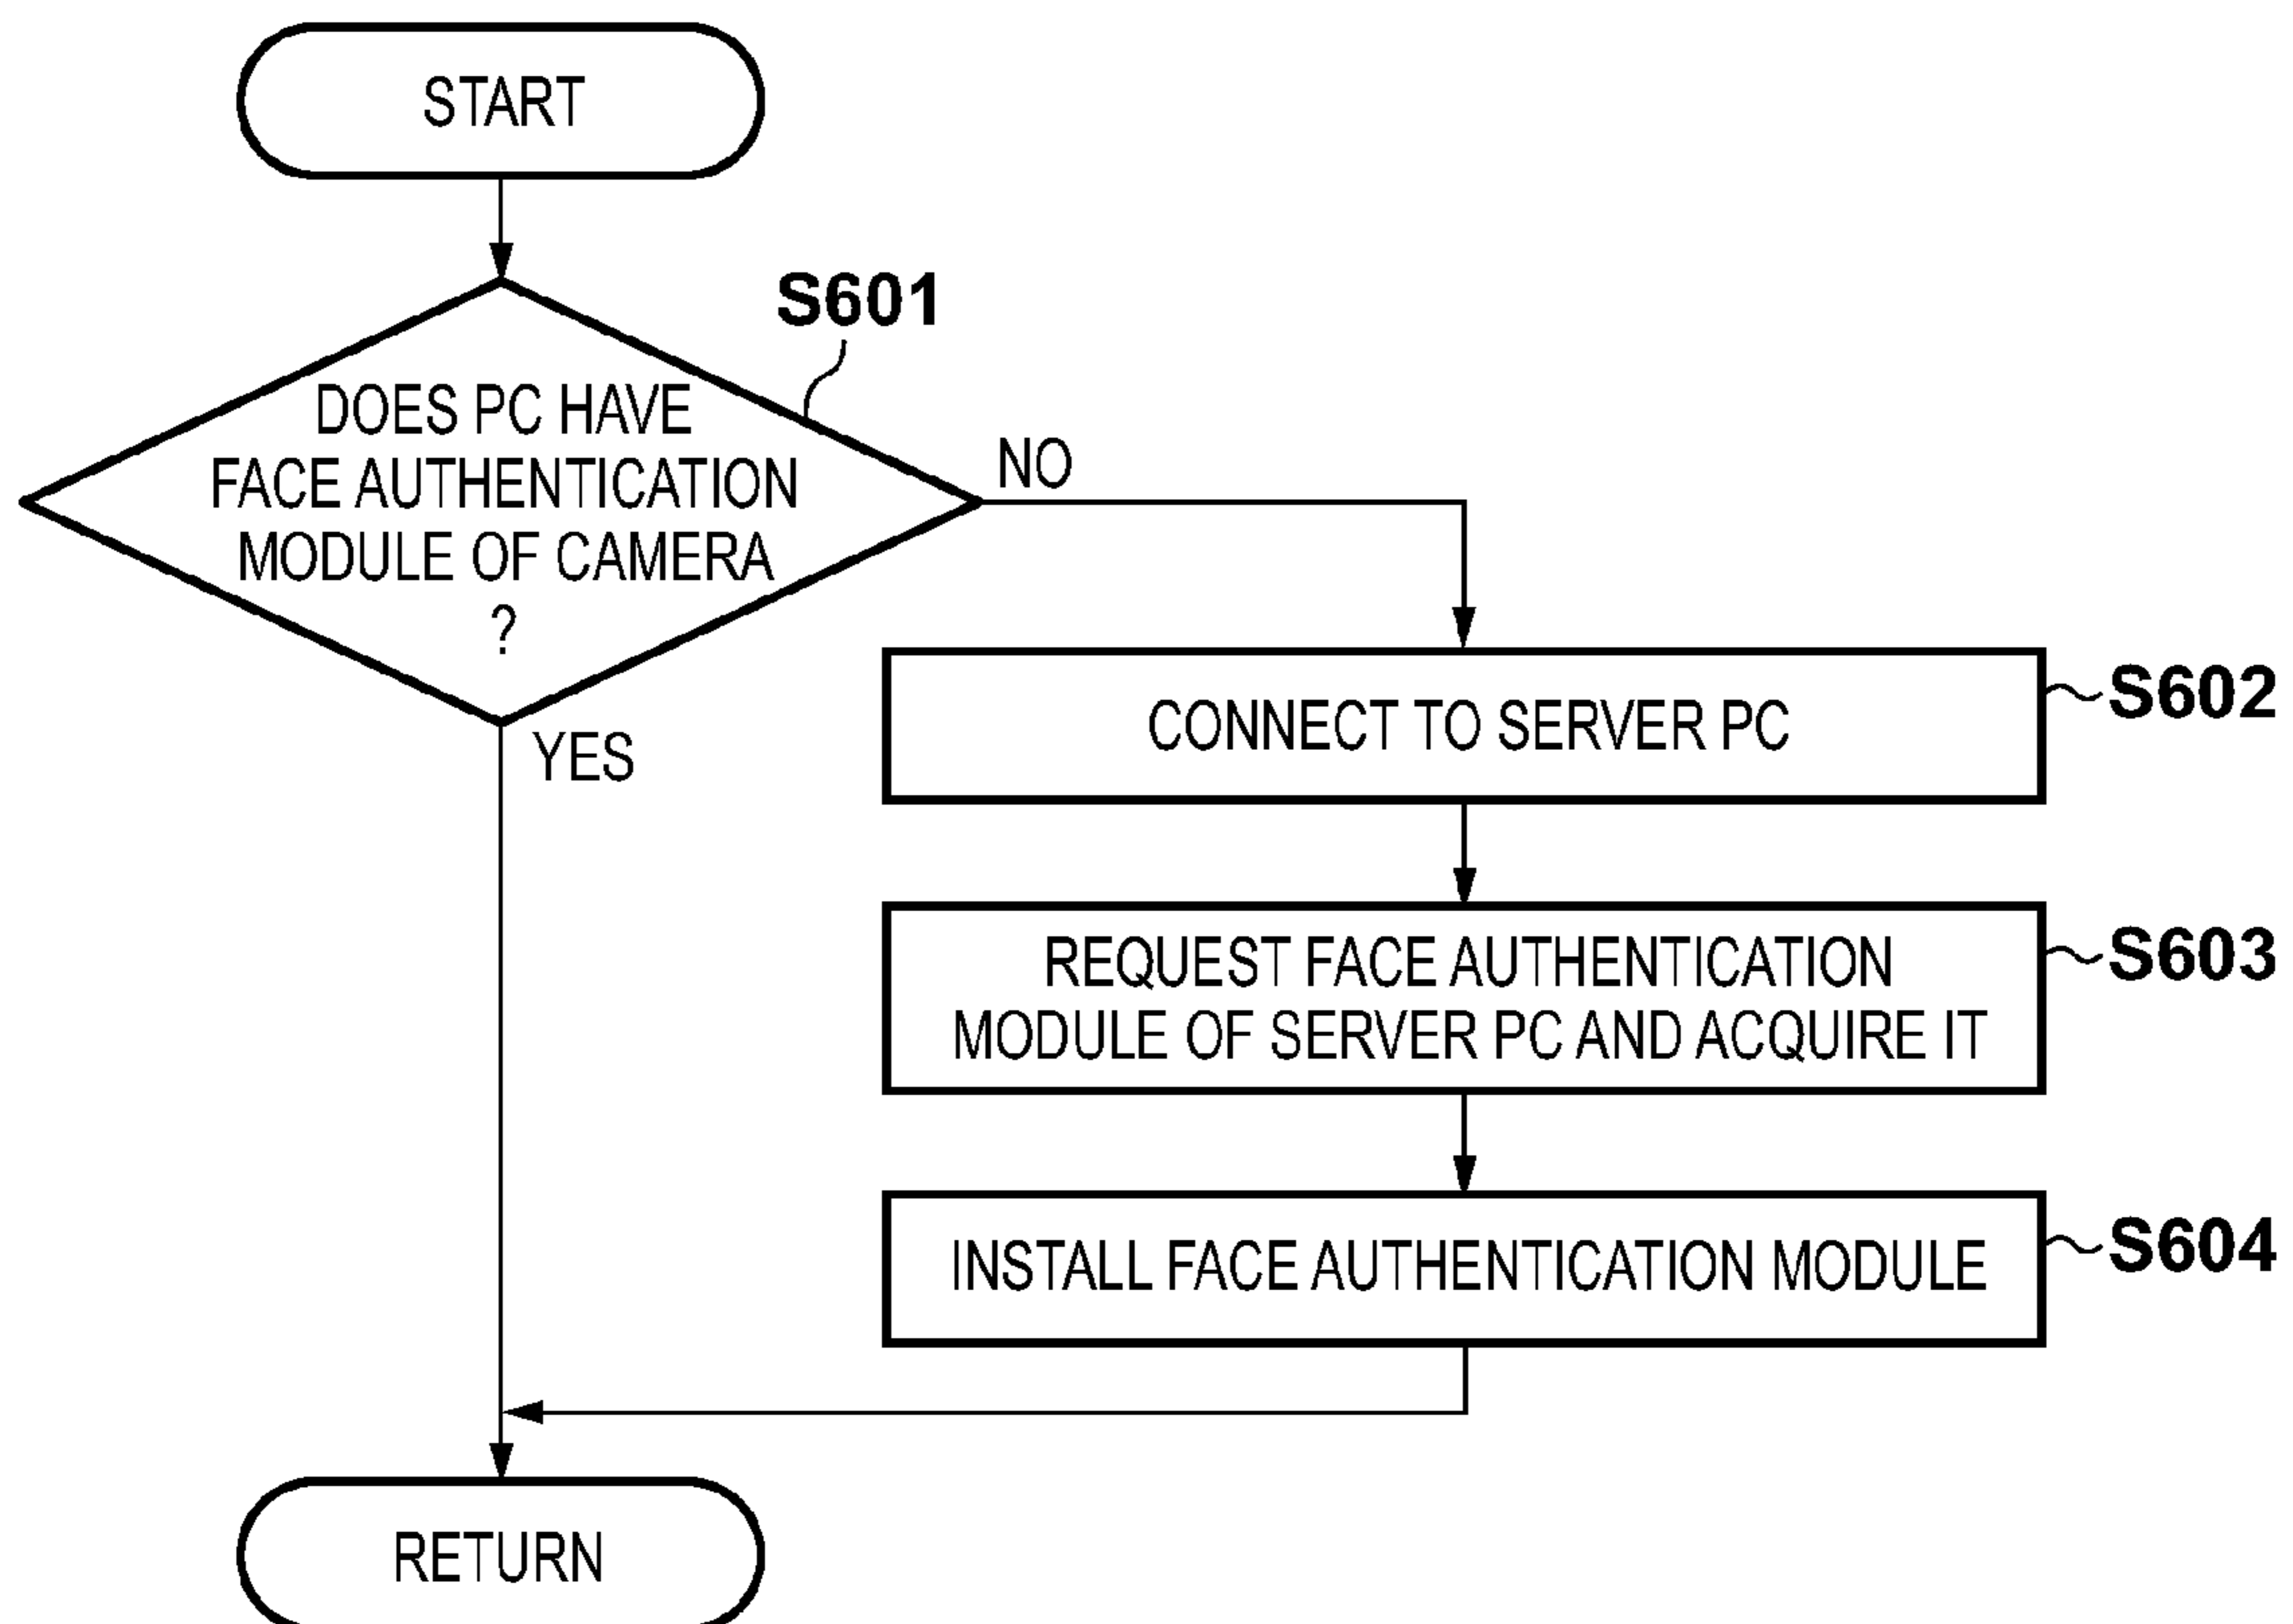 START
S601
DOES PC HAVE
FACE AUTHENTICATION
MODULE OF CAMERA
?
NO
YES
CONNECT TO SERVER PC
S602
REQUEST FACE AUTHENTICATION
MODULE OF SERVER PC AND ACQUIRE IT
S603
INSTALL FACE AUTHENTICATION MODULE
S604
RETURN